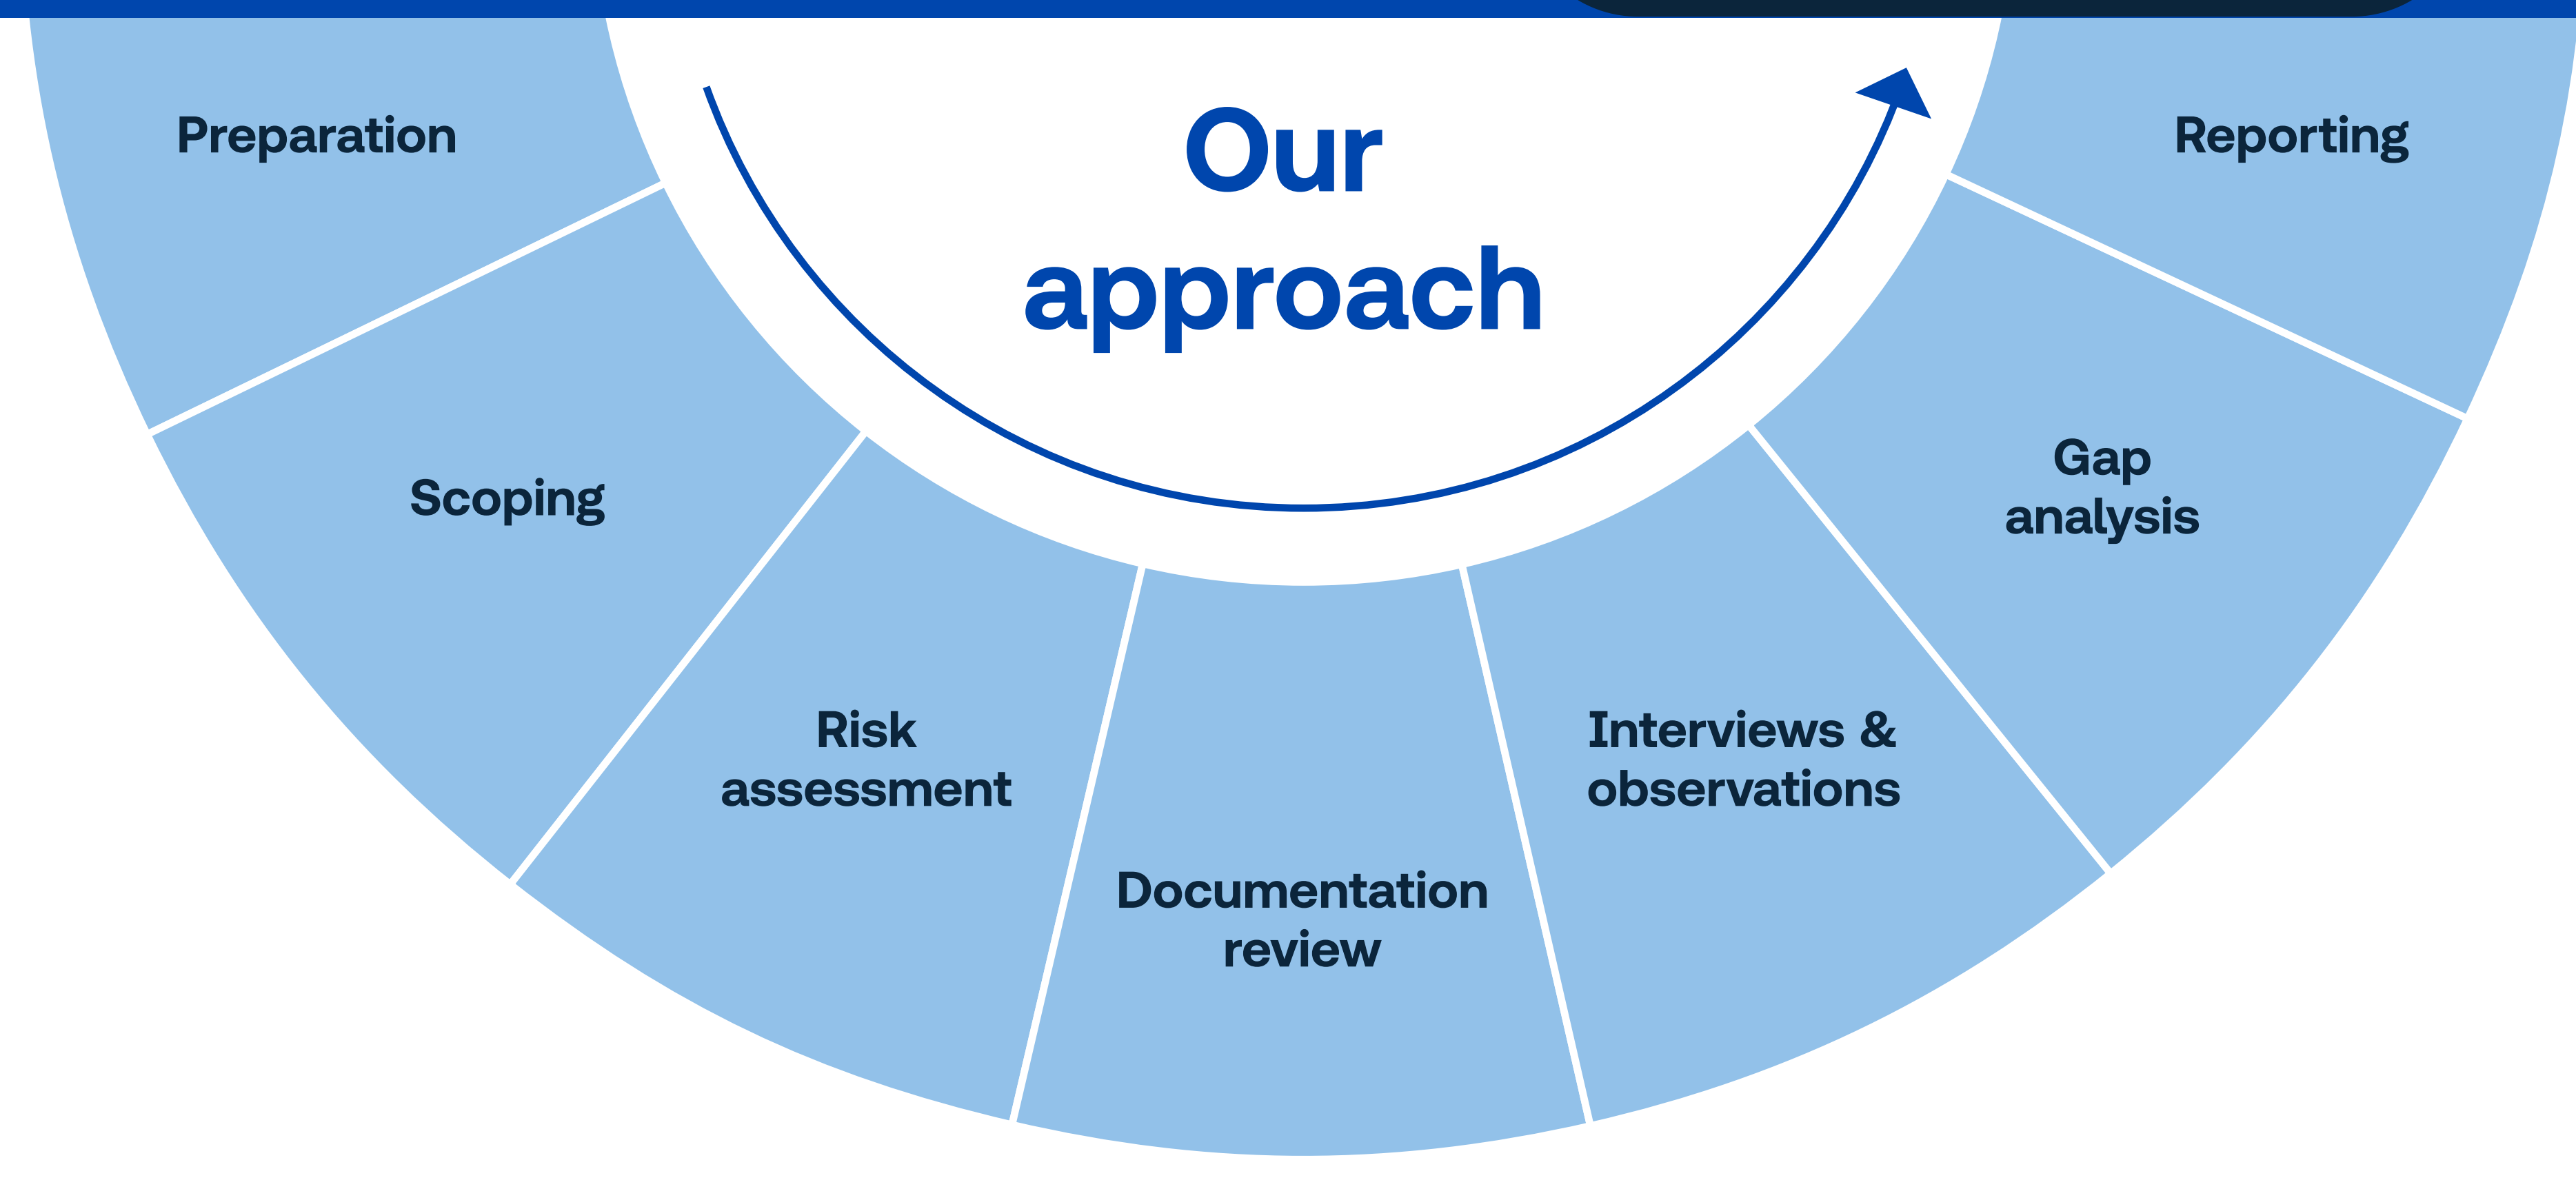 Our
approach
Preparation
Scoping
Risk
assessment
Documentation
review
Interviews &
observations
Gap
analysis
Reporting